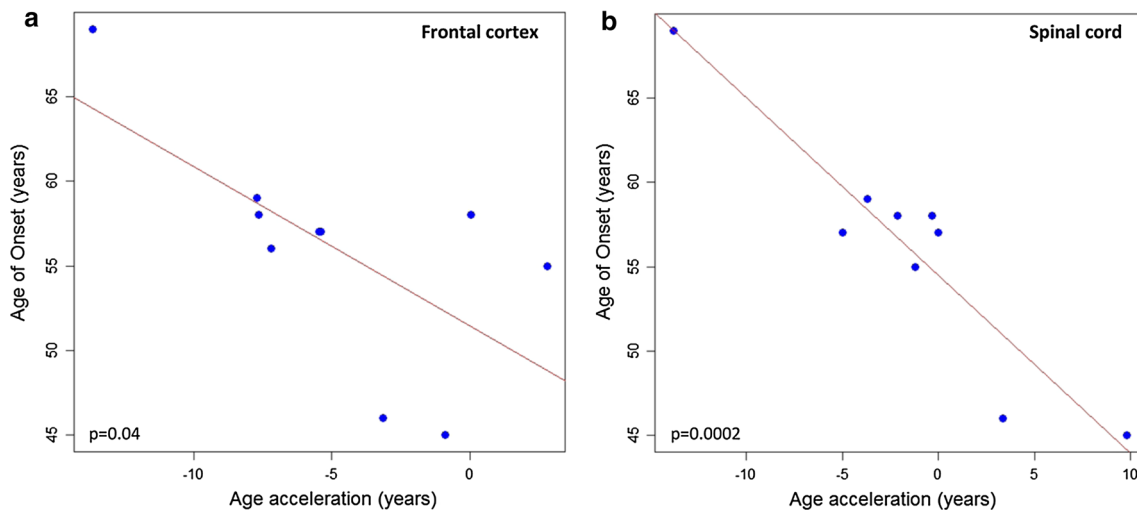 a
Frontal cortex
Age of Onset (years)
65
60
55
50
45
p=0.04
-10
-5
0
Age acceleration (years)
b
Spinal cord
Age of Onset (years)
65
60
55
50
45
p=0.0002
-10
-5
0
5
10
Age acceleration (years)